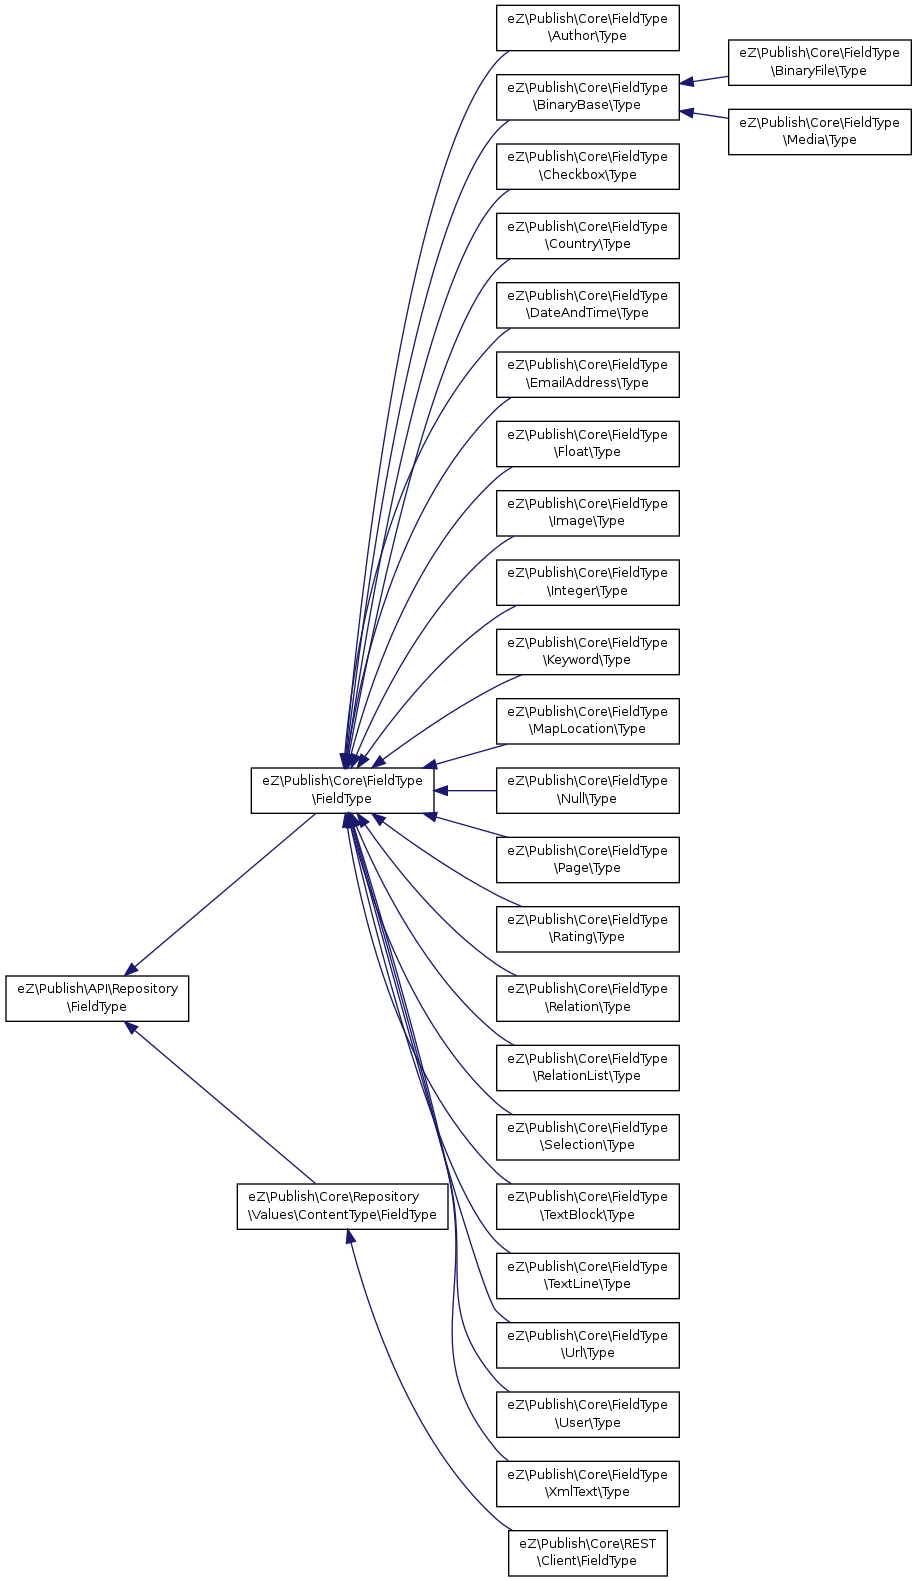 eZ\Publish\Core\FieldType
\Author\Type
eZ\Publish\Core\FieldType
\BinaryBase\Type
eZ\Publish\Core\FieldType
\BinaryFile\Type
eZ\Publish\Core\FieldType
\Media\Type
eZ\Publish\Core\FieldType
\Checkbox\Type
eZ\Publish\Core\FieldType
\Country\Type
eZ\Publish\Core\FieldType
\DateAndTime\Type
eZ\Publish\Core\FieldType
\EmailAddress\Type
eZ\Publish\Core\FieldType
\Float\Type
eZ\Publish\Core\FieldType
\Image\Type
eZ\Publish\Core\FieldType
\Integer\Type
eZ\Publish\Core\FieldType
\Keyword\Type
eZ\Publish\Core\FieldType
\MapLocation\Type
eZ\Publish\Core\FieldType
\FieldType
eZ\Publish\Core\FieldType
\Null\Type
eZ\Publish\Core\FieldType
\Page\Type
eZ\Publish\Core\FieldType
\Rating\Type
eZ\Publish\API\Repository
\FieldType
eZ\Publish\Core\FieldType
\Relation\Type
eZ\Publish\Core\FieldType
\RelationList\Type
eZ\Publish\Core\FieldType
\Selection\Type
eZ\Publish\Core\Repository
\Values\ContentType\FieldType
eZ\Publish\Core\FieldType
\TextBlock\Type
eZ\Publish\Core\FieldType
\TextLine\Type
eZ\Publish\Core\FieldType
\Url\Type
eZ\Publish\Core\FieldType
\User\Type
eZ\Publish\Core\FieldType
\XmlText\Type
eZ\Publish\Core\REST
\Client\FieldType